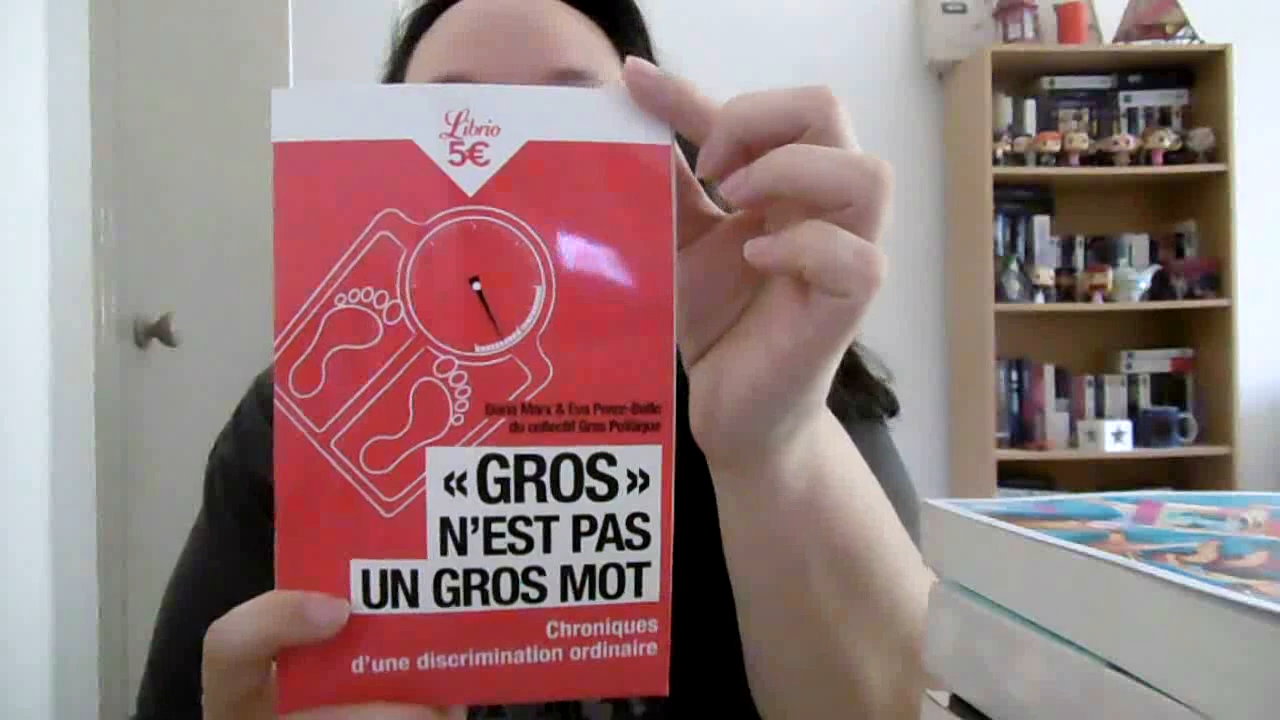 Librio
5€
Daria Marx & Eva Perez-Bello
du collectif Gras Politique
« GROS »
N'EST PAS
UN GROS MOT
Chroniques
d'une discrimination ordinaire